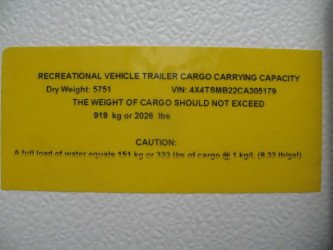 RECREATIONAL VEHICLE TRAILER CARGO CARRYING CAPACITY
Dry Weight: 5751 VIN: 4X4TSMB22CA305179
THE WEIGHT OF CARGO SHOULD NOT EXCEED
919 kg or 2026 lbs
CAUTION:
A full load of water equals 151 kg or 333 lbs of cargo @ 1 kg/L (8.33 lb/gal)